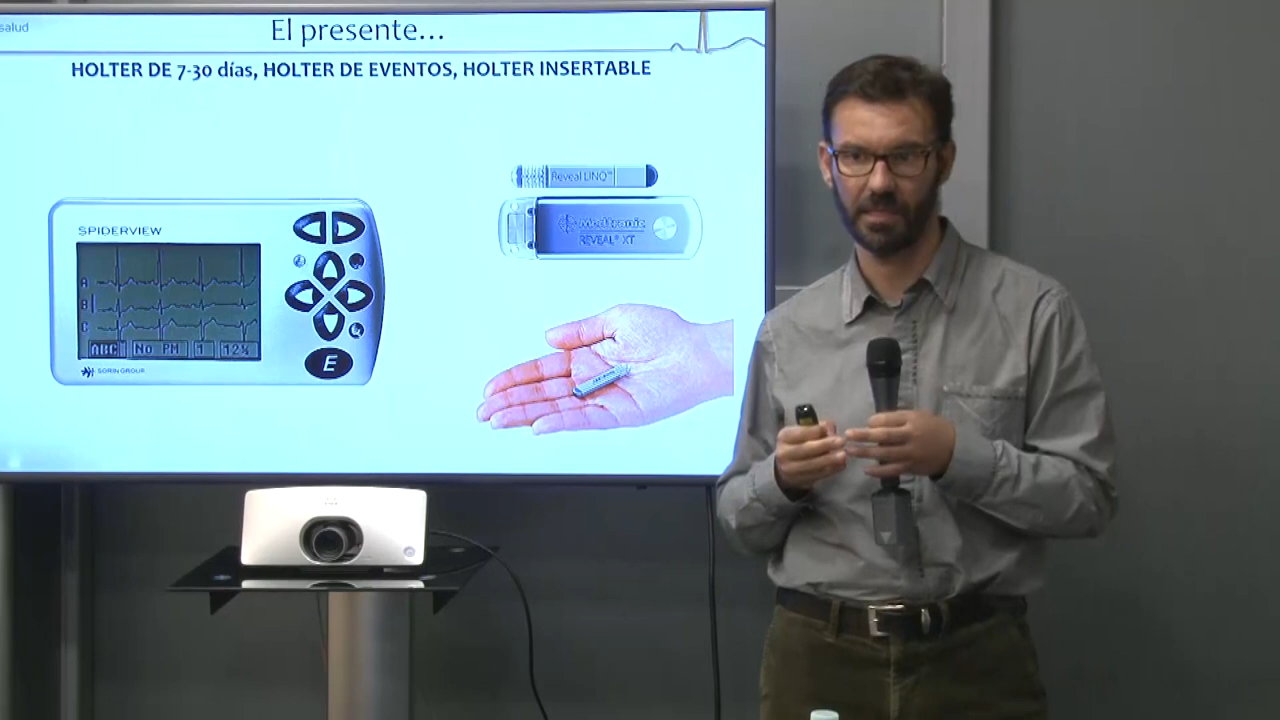 salud
El presente...
HOLTER DE 7-30 días, HOLTER DE EVENTOS, HOLTER INSERTABLE
Reveal LINQ™
SPIDERVIEW
Medtronic
REVEAL® XT
A
B
C
ABC No PM 1 12%
SORIN GROUP
E